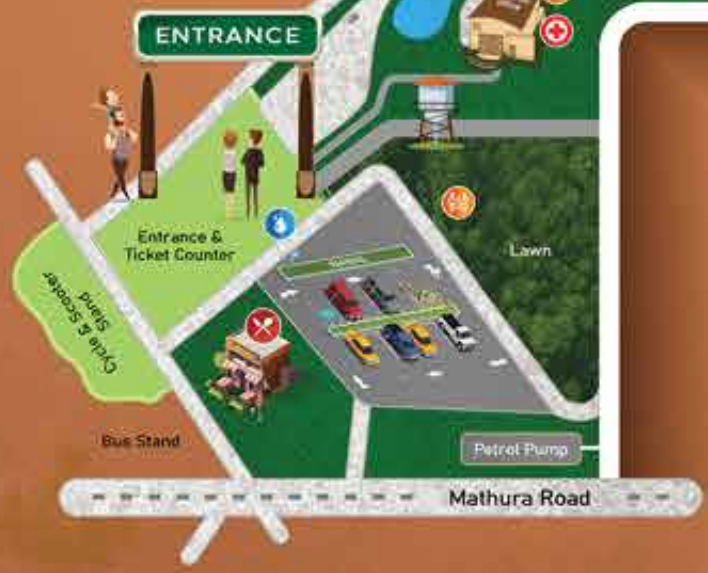 ENTRANCE
Entrance &
Ticket Counter
Cycle & Scooter
Stand
Lawn
Bus Stand
Petrol Pump
Mathura Road